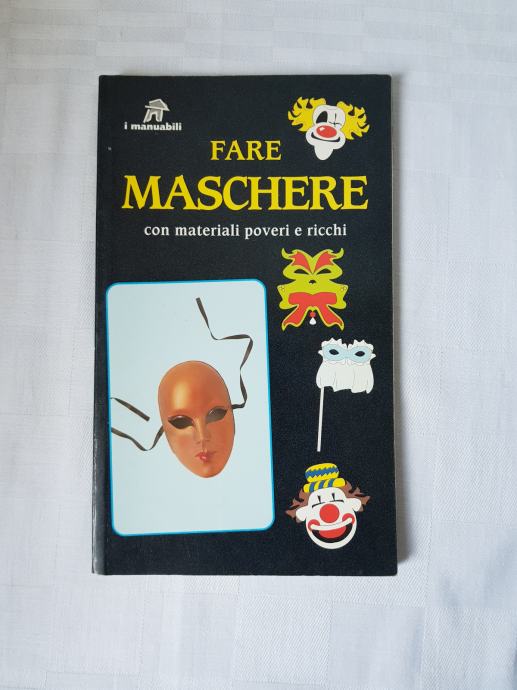 i manuabili
FARE
MASCHERE
con materiali poveri e ricchi